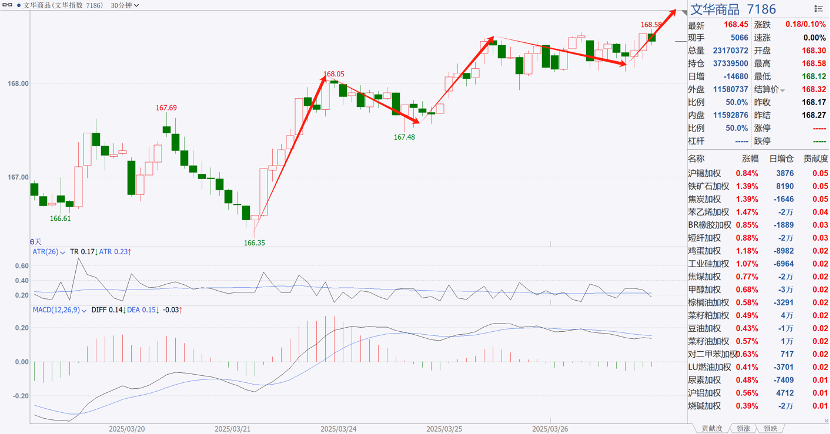 文华商品(文华指数 7186) 30分钟
文华商品 7186
最新 168.45 涨跌 0.18/0.10%
现手 5066 速涨 0.00%
总量 23170372 开盘 168.30
持仓 37339500 最高 168.58
日增 -14680 最低 168.12
外盘 11580737 结算价 168.32
比例 50.0% 昨收 168.17
内盘 11592876 昨结 168.27
比例 50.0% 涨停 -----
杠杆 ----- 跌停 -----
名称 涨幅 日增仓 贡献度
沪锡加权 0.84% 3876 0.05
铁矿石加权 1.39% 8190 0.05
焦炭加权 1.39% -1646 0.05
苯乙烯加权 1.47% -2万 0.04
BR橡胶加权 0.85% -1889 0.03
短纤加权 0.88% -2万 0.03
鸡蛋加权 1.18% -8982 0.02
工业硅加权 1.07% -6964 0.02
焦煤加权 0.77% -2万 0.02
甲醇加权 0.68% -3万 0.02
棕榈油加权 0.58% -3291 0.02
菜籽粕加权 0.49% 4万 0.02
豆油加权 0.43% -1万 0.02
菜籽油加权 0.57% 1万 0.02
对二甲苯加权 0.63% 717 0.02
LU燃油加权 0.41% -3701 0.02
尿素加权 0.48% -7409 0.01
沪铝加权 0.56% 4712 0.01
烧碱加权 0.39% -2万 0.01
贡献度 领涨 领跌
168.58
168.05
168.00
167.69
167.48
167.00
166.61
166.35
ATR(26) TR 0.17↓ATR 0.23↑
0.60
0.40
0.20
MACD(12,26,9) DIFF 0.14↓DEA 0.15↓ -0.03↑
0.20
0.00
-0.20
2025/03/20 2025/03/21 2025/03/24 2025/03/25 2025/03/26